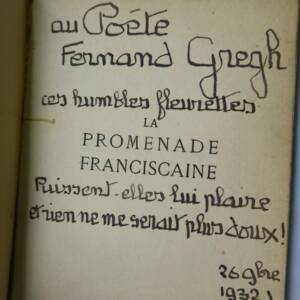 au Poéte
Fernand Gregh
ces humbles fleurettes
LA
PROMENADE
FRANCISCAINE
Puissent-elles lui plaire
et rien ne me serait plus doux!
26 9bre
1932